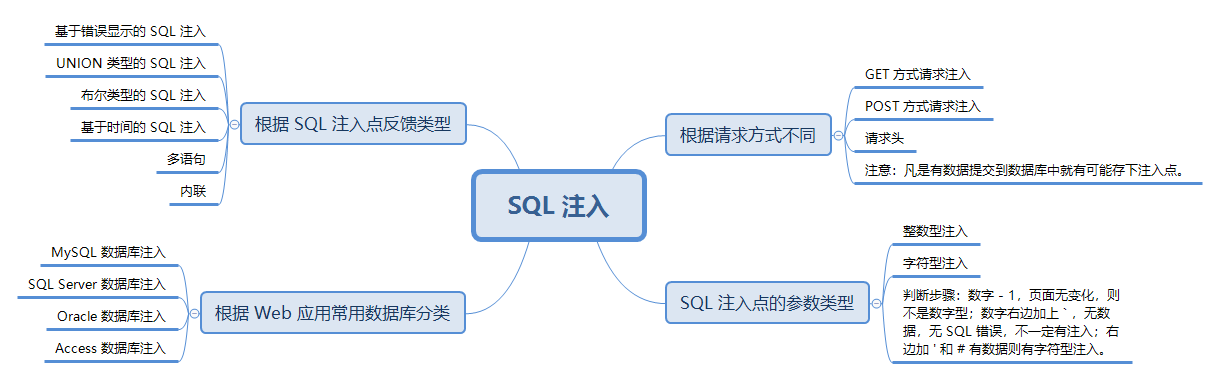 SQL 注入
根据 SQL 注入点反馈类型
基于错误显示的 SQL 注入
UNION 类型的 SQL 注入
布尔类型的 SQL 注入
基于时间的 SQL 注入
多语句
内联
根据 Web 应用常用数据库分类
MySQL 数据库注入
SQL Server 数据库注入
Oracle 数据库注入
Access 数据库注入
根据请求方式不同
GET 方式请求注入
POST 方式请求注入
请求头
注意：凡是有数据提交到数据库中就有可能存下注入点。
SQL 注入点的参数类型
整数型注入
字符型注入
判断步骤：数字 - 1，页面无变化，则
不是数字型；数字右边加上 `，无数
据，无 SQL 错误，不一定有注入；右
边加 ' 和 # 有数据则有字符型注入。